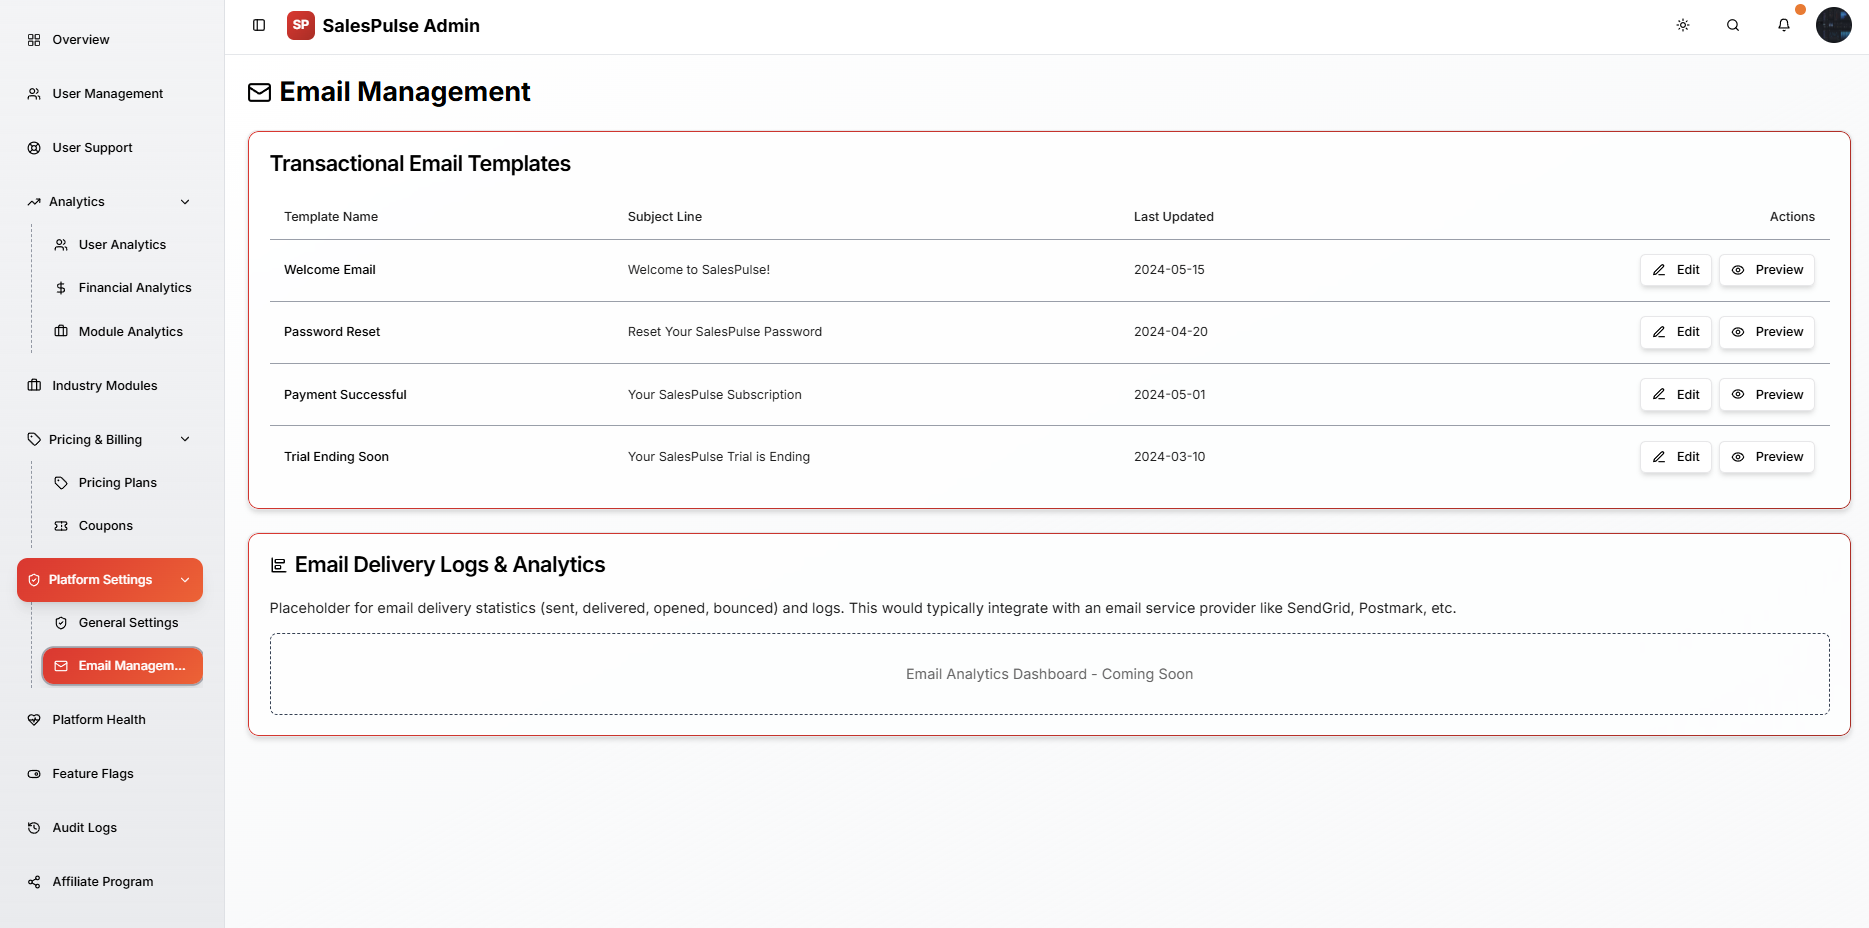 SP SalesPulse Admin
Overview
User Management
User Support
Analytics
User Analytics
Financial Analytics
Module Analytics
Industry Modules
Pricing & Billing
Pricing Plans
Coupons
Platform Settings
General Settings
Email Managem...
Platform Health
Feature Flags
Audit Logs
Affiliate Program
Email Management
Transactional Email Templates
Template Name Subject Line Last Updated Actions
Welcome Email Welcome to SalesPulse! 2024-05-15 Edit Preview
Password Reset Reset Your SalesPulse Password 2024-04-20 Edit Preview
Payment Successful Your SalesPulse Subscription 2024-05-01 Edit Preview
Trial Ending Soon Your SalesPulse Trial is Ending 2024-03-10 Edit Preview
Email Delivery Logs & Analytics
Placeholder for email delivery statistics (sent, delivered, opened, bounced) and logs. This would typically integrate with an email service provider like SendGrid, Postmark, etc.
Email Analytics Dashboard - Coming Soon